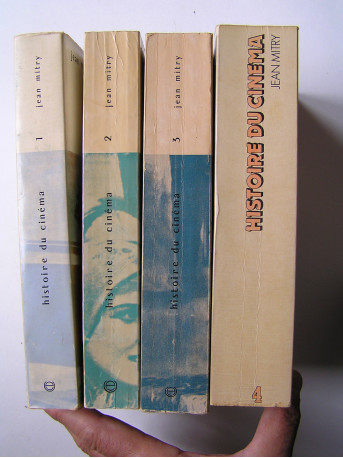 histoire du cinéma 1 jean mitry
histoire du cinéma 2 jean mitry
histoire du cinéma 3 jean mitry
HISTOIRE DU CINEMA
JEAN MITRY
4